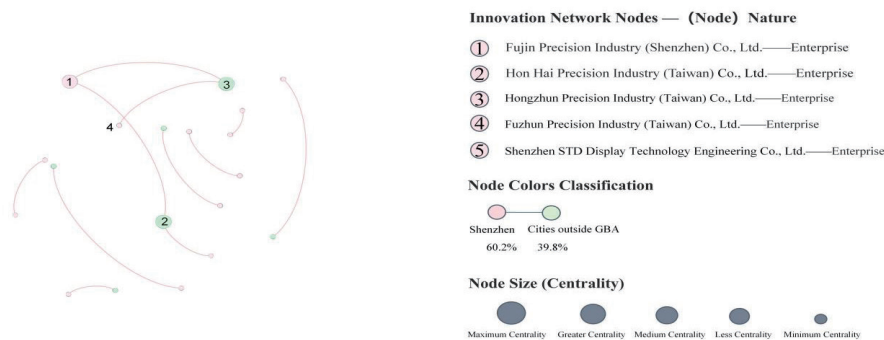 Innovation Network Nodes — (Node) Nature
1 Fujin Precision Industry (Shenzhen) Co., Ltd.——Enterprise
2 Hon Hai Precision Industry (Taiwan) Co., Ltd.——Enterprise
3 Hongzhun Precision Industry (Taiwan) Co., Ltd.——Enterprise
4 Fuzhun Precision Industry (Taiwan) Co., Ltd.——Enterprise
5 Shenzhen STD Display Technology Engineering Co., Ltd.——Enterprise
1
3
4
2
Node Colors Classification
Shenzhen Cities outside GBA
60.2% 39.8%
Node Size (Centrality)
Maximum Centrality Greater Centrality Medium Centrality Less Centrality Minimum Centrality